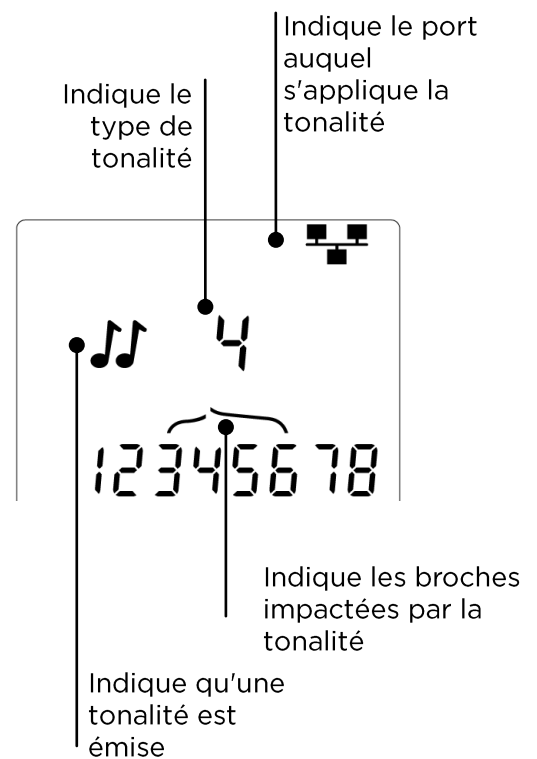 Indique le port
auquel
s'applique la
tonalité
Indique le
type de
tonalité
4
12345678
Indique les broches
impactées par la
tonalité
Indique qu'une
tonalité est
émise